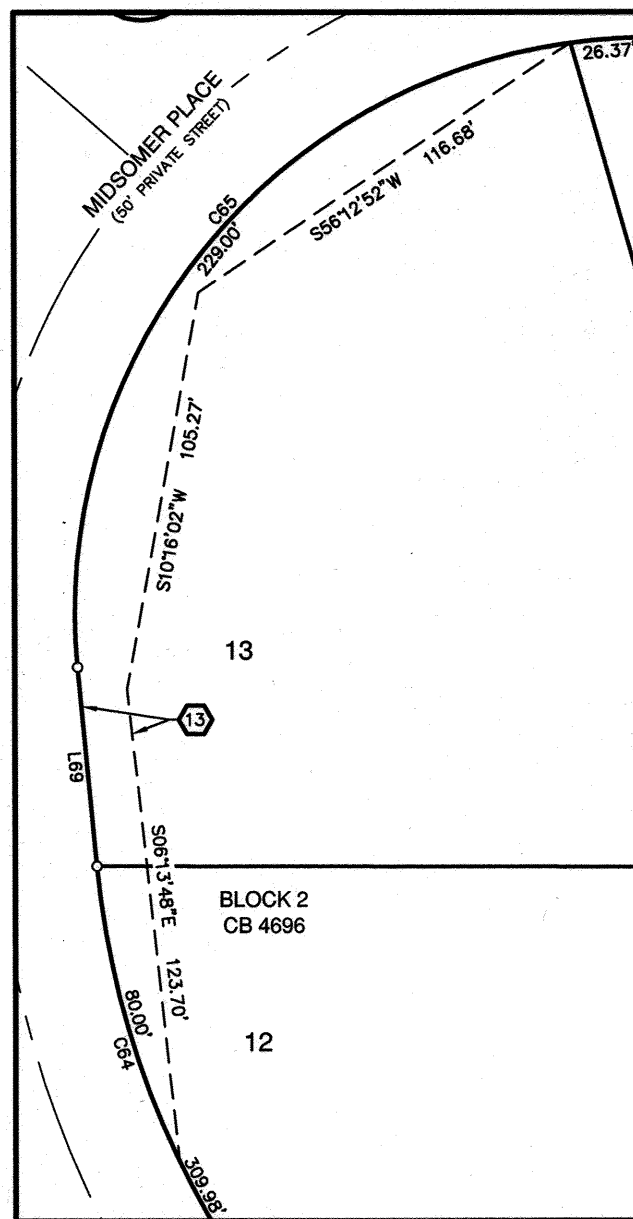 26.37'
MIDSOMER PLACE
(50' PRIVATE STREET)
C65
229.00'
S56°12'52"W 116.68'
S10°16'02"W 105.27'
13
13
L69
S06°13'48"E 123.70'
BLOCK 2
CB 4696
80.00'
C64
12
309.98'